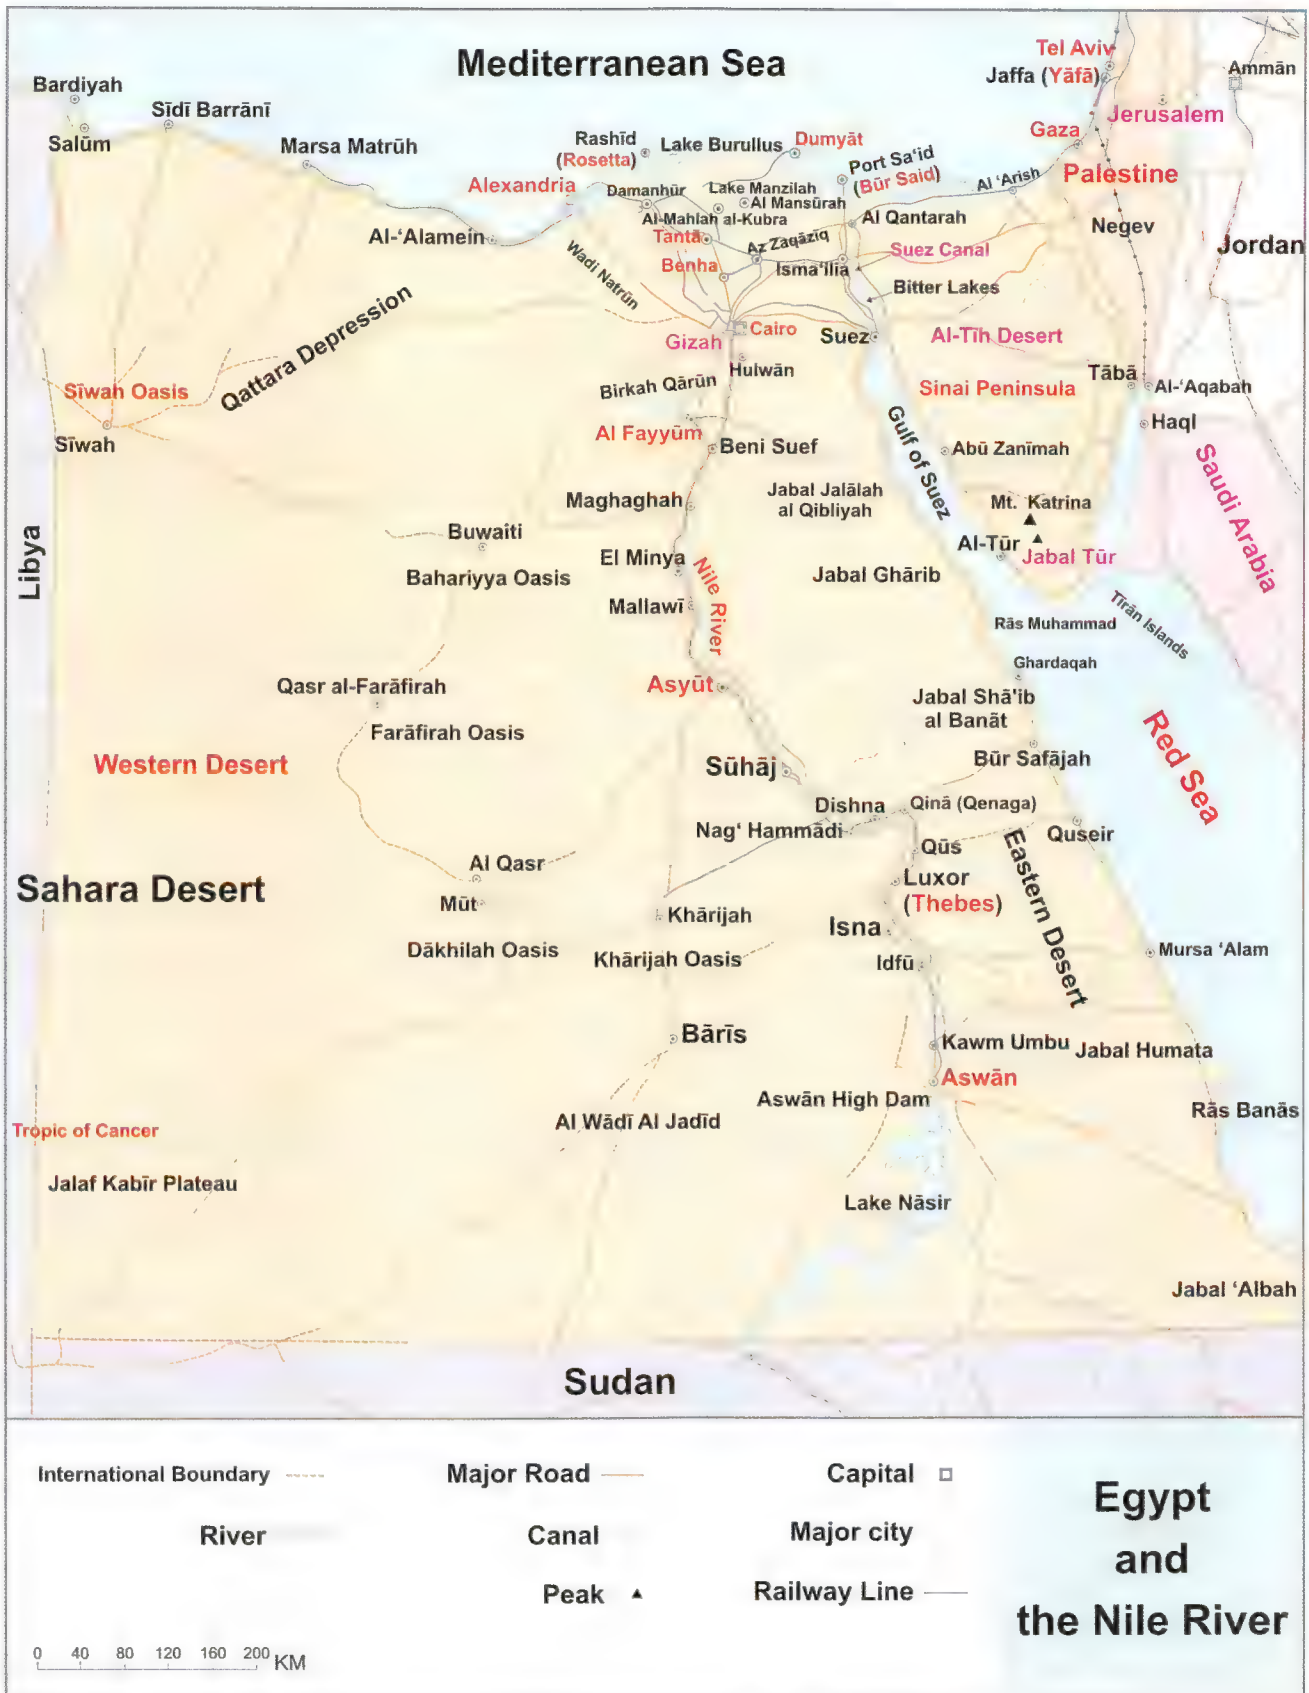 Mediterranean Sea
Tel Aviv
Jaffa (Yāfā)
Ammān
Bardiyah
Sīdī Barrānī
Salūm
Marsa Matrūh
Rashīd
(Rosetta)
Lake Burullus
Dumyāt
Jerusalem
Gaza
Port Sa'id
(Būr Said)
Palestine
Alexandria
Damanhūr
Lake Manzilah
Al Mansūrah
Al 'Arish
Al-Mahlah al-Kubra
Al Qantarah
Negev
Jordan
Al-‘Alamein
Tantā
Az Zaqāzīq
Suez Canal
Wadi Natrūn
Benha
Isma‘ilia
Bitter Lakes
Qattara Depression
Cairo
Gizah
Suez
Al-Tīh Desert
Hulwān
Tābā
Al-‘Aqabah
Sīwah Oasis
Birkah Qārūn
Sinai Peninsula
Haql
Sīwah
Al Fayyūm
Beni Suef
Gulf of Suez
Abū Zanīmah
Saudi Arabia
Maghaghah
Jabal Jalālah
al Qibliyah
Mt. Katrina
Libya
Buwaiti
El Minya
Al-Tūr
Jabal Tūr
Bahariyya Oasis
Nile River
Jabal Ghārib
Mallawī
Rās Muhammad
Tīrān Islands
Ghardaqah
Qasr al-Farāfirah
Asyūt
Jabal Shā'ib
al Banāt
Farāfirah Oasis
Red Sea
Western Desert
Sūhāj
Būr Safājah
Dishna
Qinā (Qenaga)
Nag‘ Hammādi
Quseir
Qūs
Eastern Desert
Al Qasr
Sahara Desert
Luxor
(Thebes)
Mūt
Khārijah
Isna
Dākhilah Oasis
Khārijah Oasis
Idfū
Mursa ‘Alam
Bārīs
Kawm Umbu
Jabal Humata
Aswān
Aswān High Dam
Rās Banās
Al Wādī Al Jadīd
Tropic of Cancer
Jalaf Kabīr Plateau
Lake Nāsir
Jabal ‘Albah
Sudan
International Boundary
Major Road
Capital
River
Canal
Major city
Peak
Railway Line
0 40 80 120 160 200 KM
Egypt
and
the Nile River